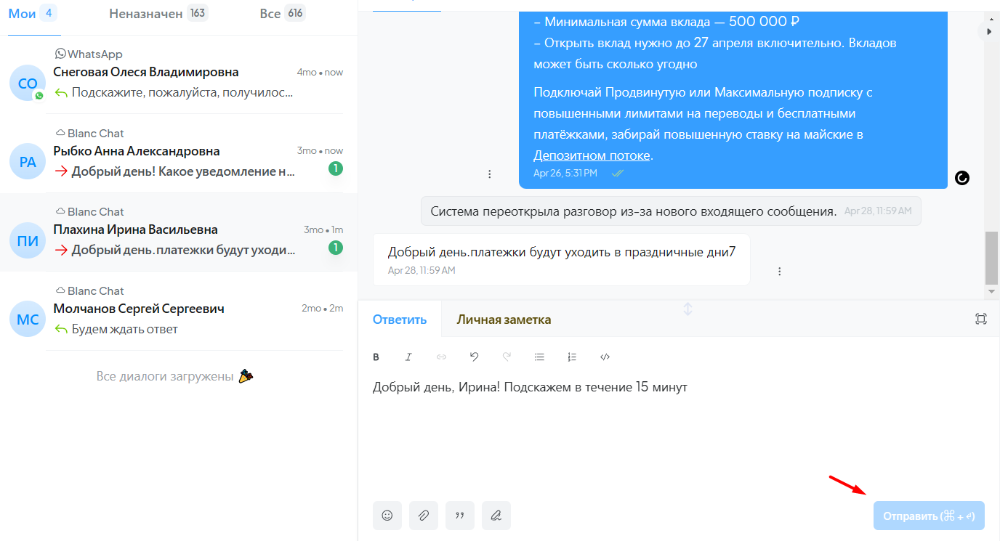 Мои 4 Неназначен 163 Все 616
WhatsApp
СО
Снеговая Олеся Владимировна 4mo • now
Подскажите, пожалуйста, получилос...
Blanc Chat
РА
Рыбко Анна Александровна 3mo • now
Добрый день! Какое уведомление н... 1
Blanc Chat
ПИ
Плахина Ирина Васильевна 3mo • 1m
Добрый день.платежки будут уходи... 1
Blanc Chat
МС
Молчанов Сергей Сергеевич 2mo • 2m
Будем ждать ответ
Все диалоги загружены
– Минимальная сумма вклада — 500 000 ₽
– Открыть вклад нужно до 27 апреля включительно. Вкладов
может быть сколько угодно
Подключай Продвинутую или Максимальную подписку с
повышенными лимитами на переводы и бесплатными
платёжками, забирай повышенную ставку на майские в
Депозитном потоке.
Apr 26, 5:31 PM
Система переоткрыла разговор из-за нового входящего сообщения. Apr 28, 11:59 AM
Добрый день.платежки будут уходить в праздничные дни7
Apr 28, 11:59 AM
Ответить Личная заметка
B I
Добрый день, Ирина! Подскажем в течение 15 минут
Отправить (⌘ + ⏎)